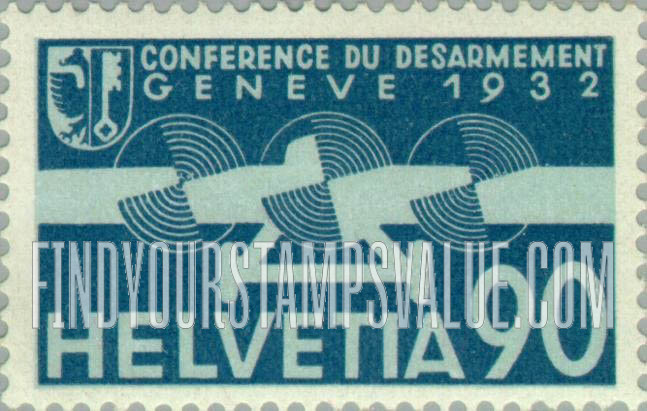 CONFERENCE DU DESARMEMENT
GENEVE 1932
FINDYOURSTAMPSVALUE.COM
HELVETIA 90